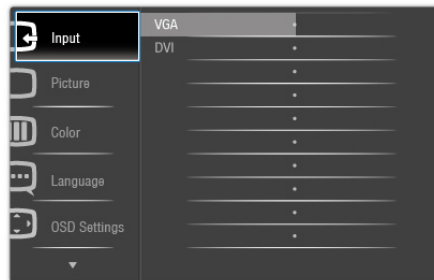 Input
VGA
DVI
Picture
Color
Language
OSD Settings